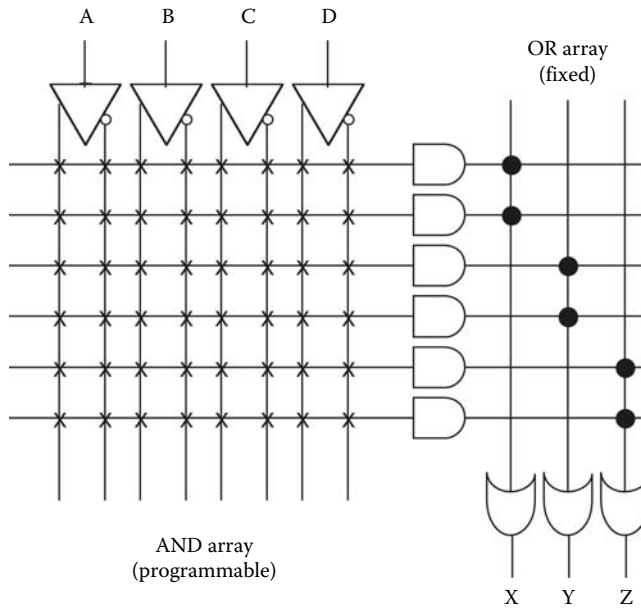 A B C D
OR array
(fixed)
AND array
(programmable)
X Y Z